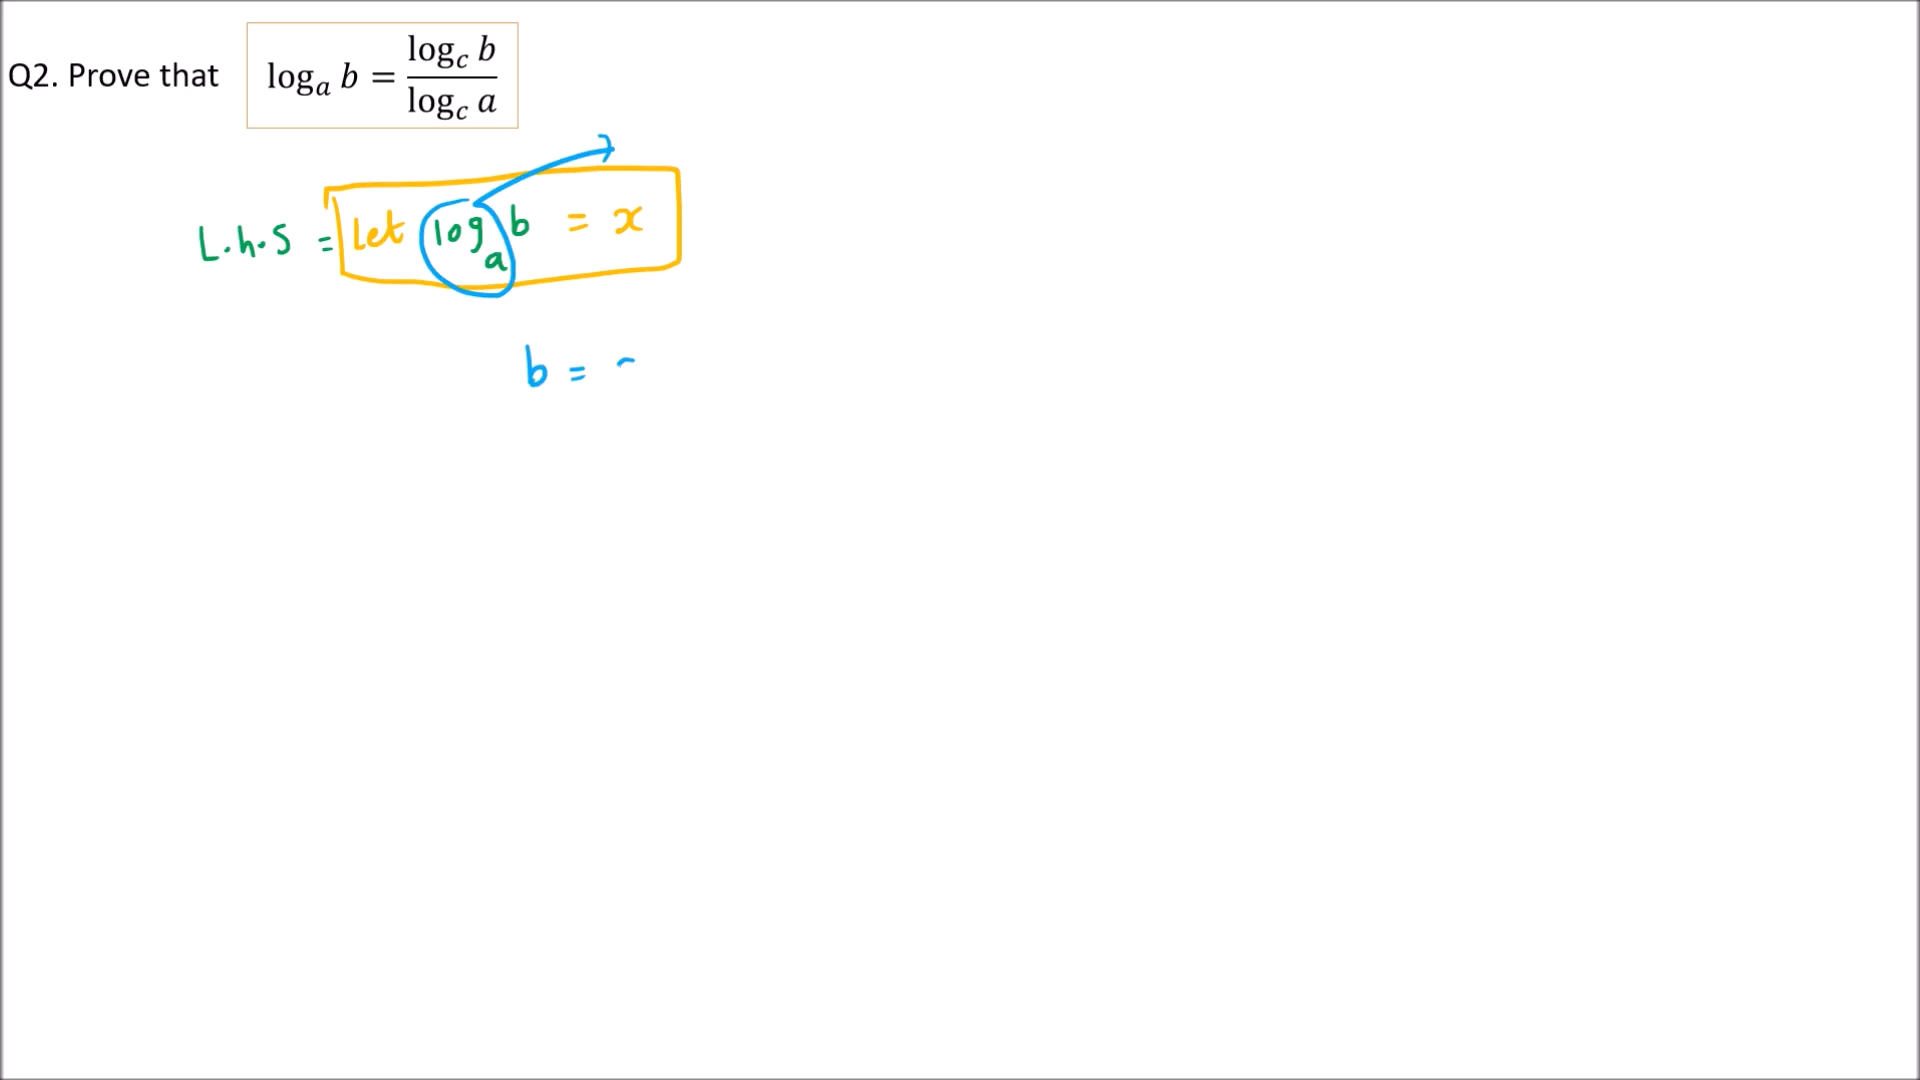 Q2. Prove that log_a b = log_c b / log_c a
L.h.S = Let log_a b = x
b =